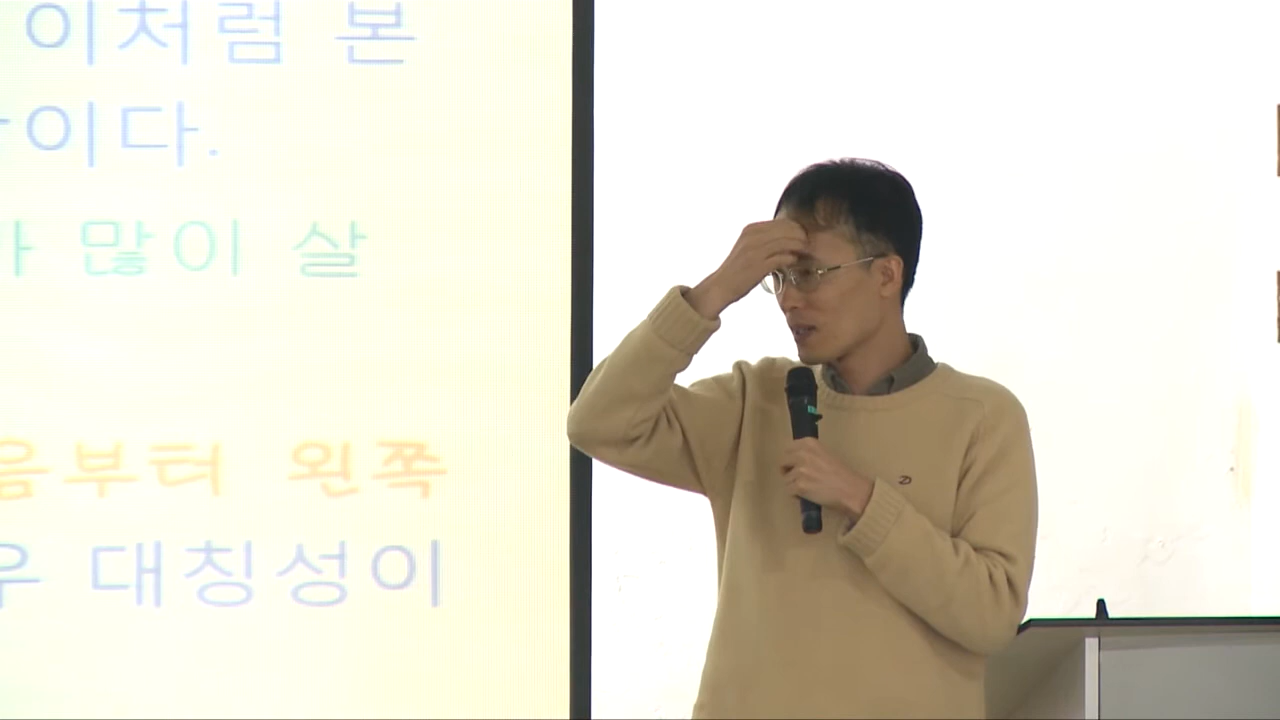 이처럼 본
이다.
많이 살
음부터 왼쪽
우 대칭성이